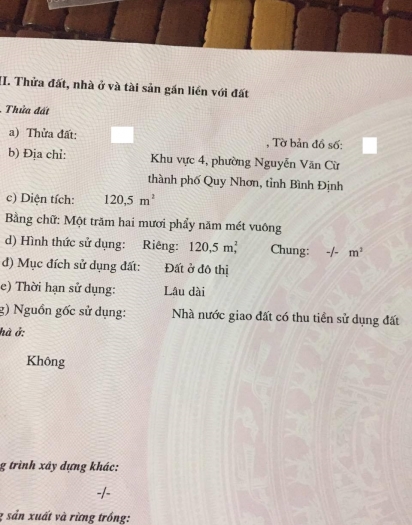 II. Thửa đất, nhà ở và tài sản gắn liền với đất
. Thửa đất
a) Thửa đất: , Tờ bản đồ số:
b) Địa chỉ: Khu vực 4, phường Nguyễn Văn Cừ
thành phố Quy Nhơn, tỉnh Bình Định
c) Diện tích: 120,5 m²
Bằng chữ: Một trăm hai mươi phẩy năm mét vuông
d) Hình thức sử dụng: Riêng: 120,5 m², Chung: -/- m²
đ) Mục đích sử dụng đất: Đất ở đô thị
e) Thời hạn sử dụng: Lâu dài
g) Nguồn gốc sử dụng: Nhà nước giao đất có thu tiền sử dụng đất
hà ở:
Không
g trình xây dựng khác:
-/-
g sản xuất và rừng trồng: